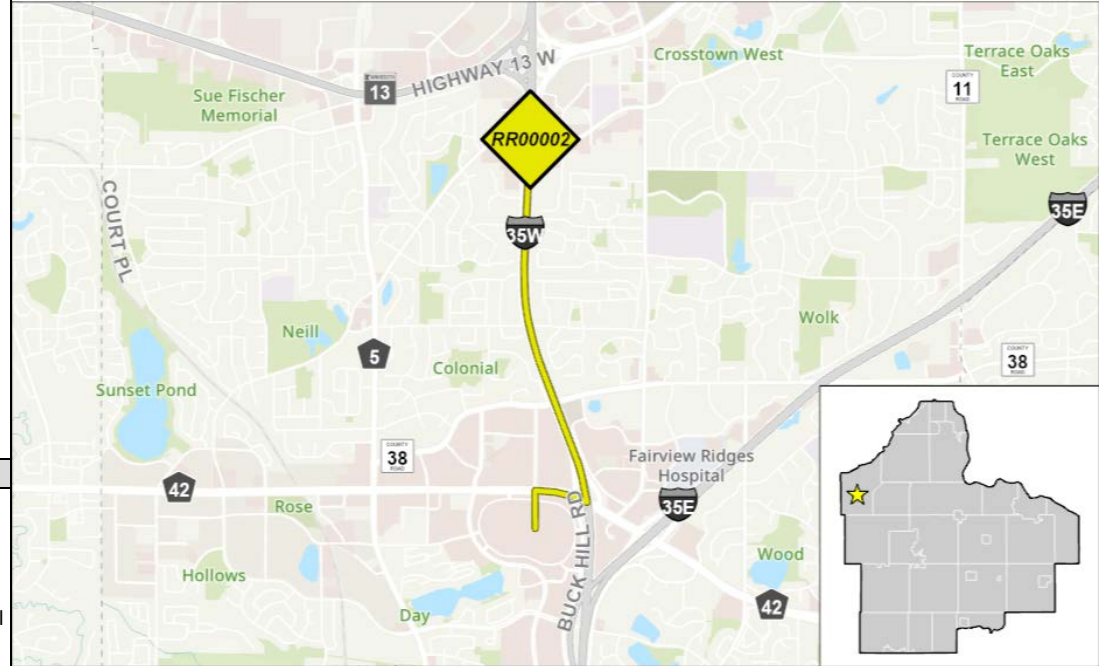 HIGHWAY 13 W
Crosstown West
Terrace Oaks
East
MINNESOTA
13
COUNTY
11
ROAD
Sue Fischer
Memorial
RR00002
Terrace Oaks
West
COURT PL
35W
35E
Neill
Wolk
5
COUNTY
38
ROAD
Colonial
Sunset Pond
COUNTY
38
ROAD
Fairview Ridges
Hospital
42
Rose
35E
BUCK HILL RD
Hollows
Wood
Day
42